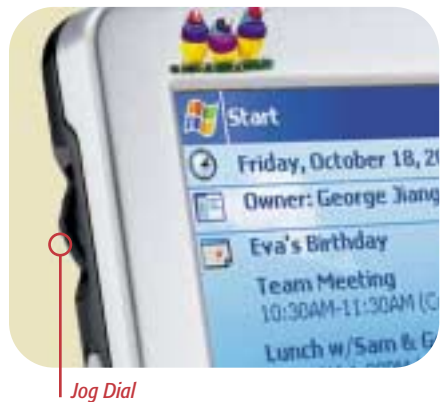 Start
Friday, October 18, 2
Owner: George Jiang
Eva's Birthday
Team Meeting
10:30AM-11:30AM (C
Lunch w/Sam & G
Jog Dial